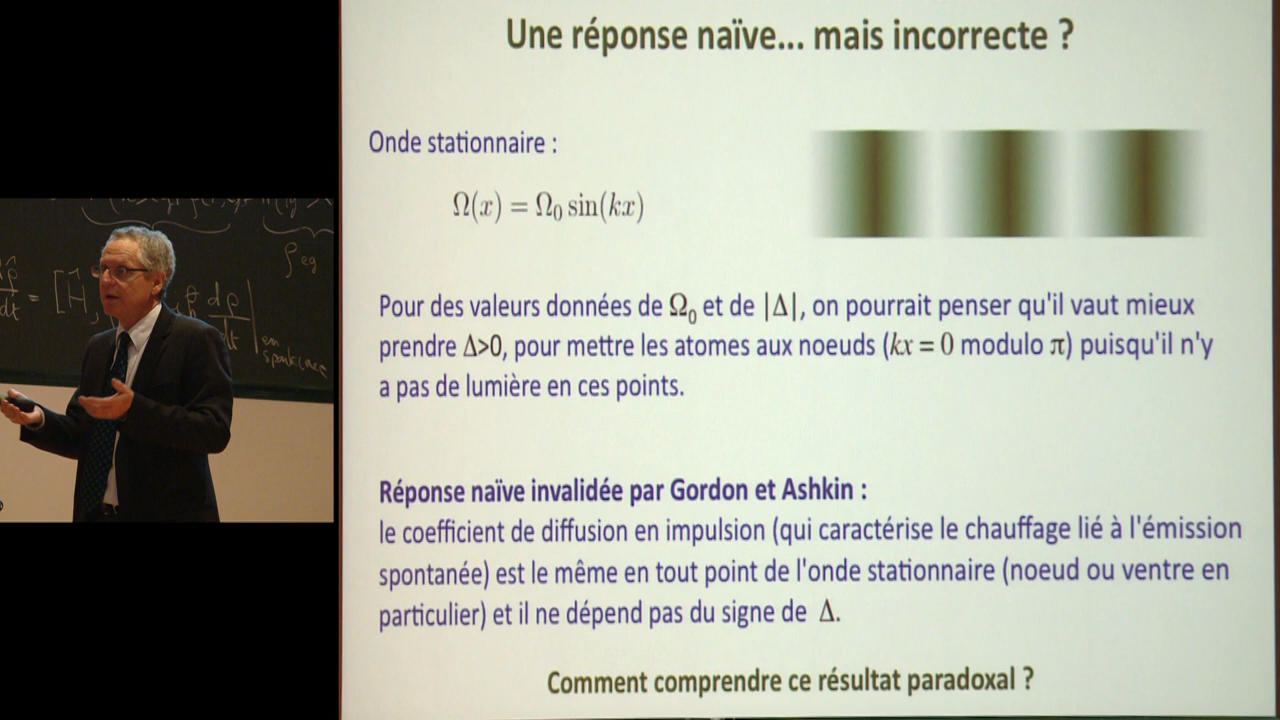 Une réponse naïve... mais incorrecte ?
Onde stationnaire :
Ω(x) = Ω₀ sin(kx)
Pour des valeurs données de Ω₀ et de |Δ|, on pourrait penser qu'il vaut mieux
prendre Δ>0, pour mettre les atomes aux noeuds (kx = 0 modulo π) puisqu'il n'y
a pas de lumière en ces points.
Réponse naïve invalidée par Gordon et Ashkin :
le coefficient de diffusion en impulsion (qui caractérise le chauffage lié à l'émission
spontanée) est le même en tout point de l'onde stationnaire (noeud ou ventre en
particulier) et il ne dépend pas du signe de Δ.
Comment comprendre ce résultat paradoxal ?
ρ eg
= [Ĥ,
dρ
dt